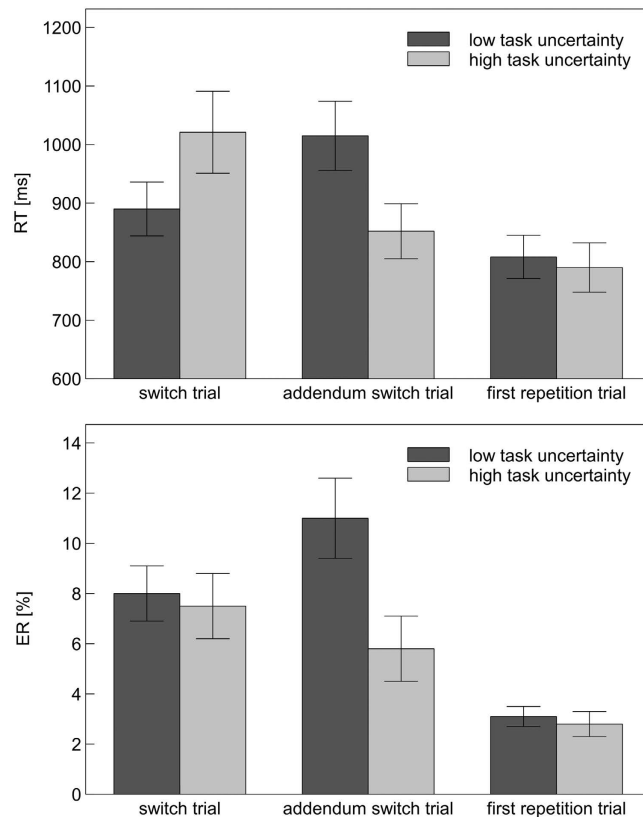 1200
low task uncertainty
high task uncertainty
1100
1000
RT [ms]
900
800
700
600
switch trial addendum switch trial first repetition trial
14
low task uncertainty
high task uncertainty
12
10
8
ER [%]
6
4
2
0
switch trial addendum switch trial first repetition trial